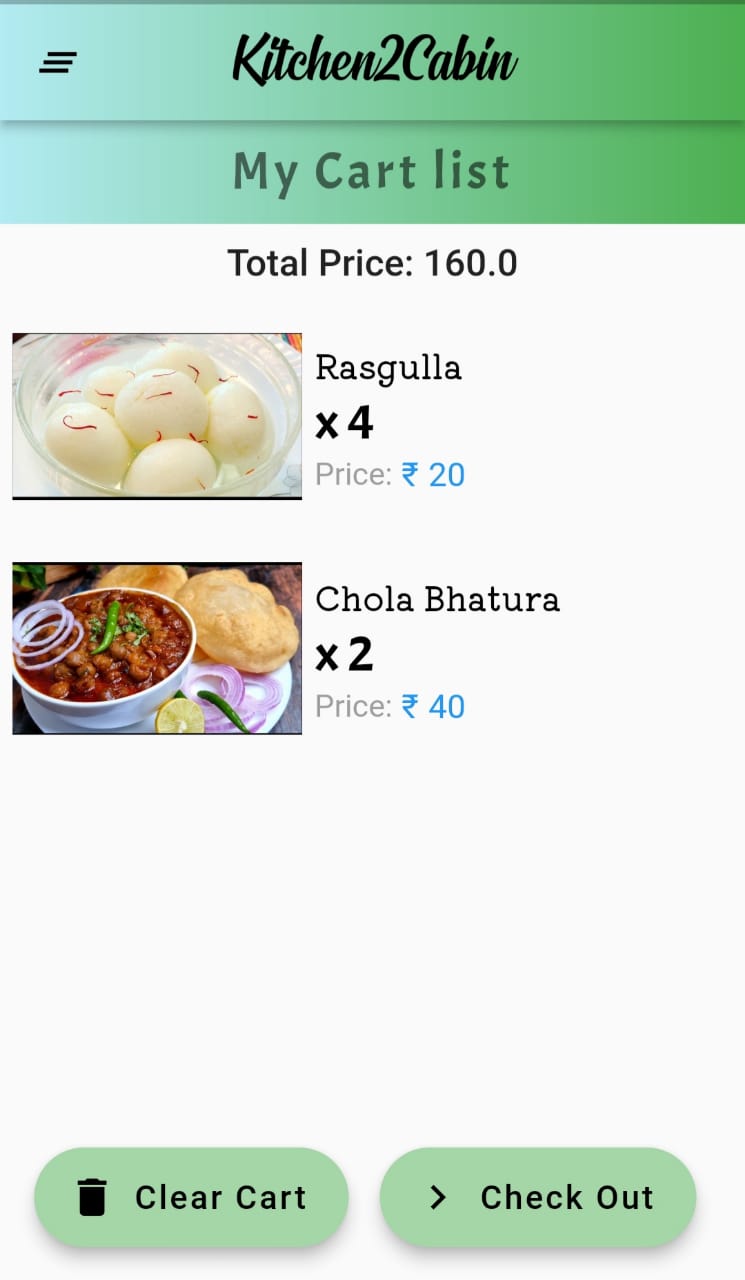 Kitchen2Cabin
My Cart list
Total Price: 160.0
Rasgulla
x 4
Price: ₹ 20
Chola Bhatura
x 2
Price: ₹ 40
Clear Cart
Check Out